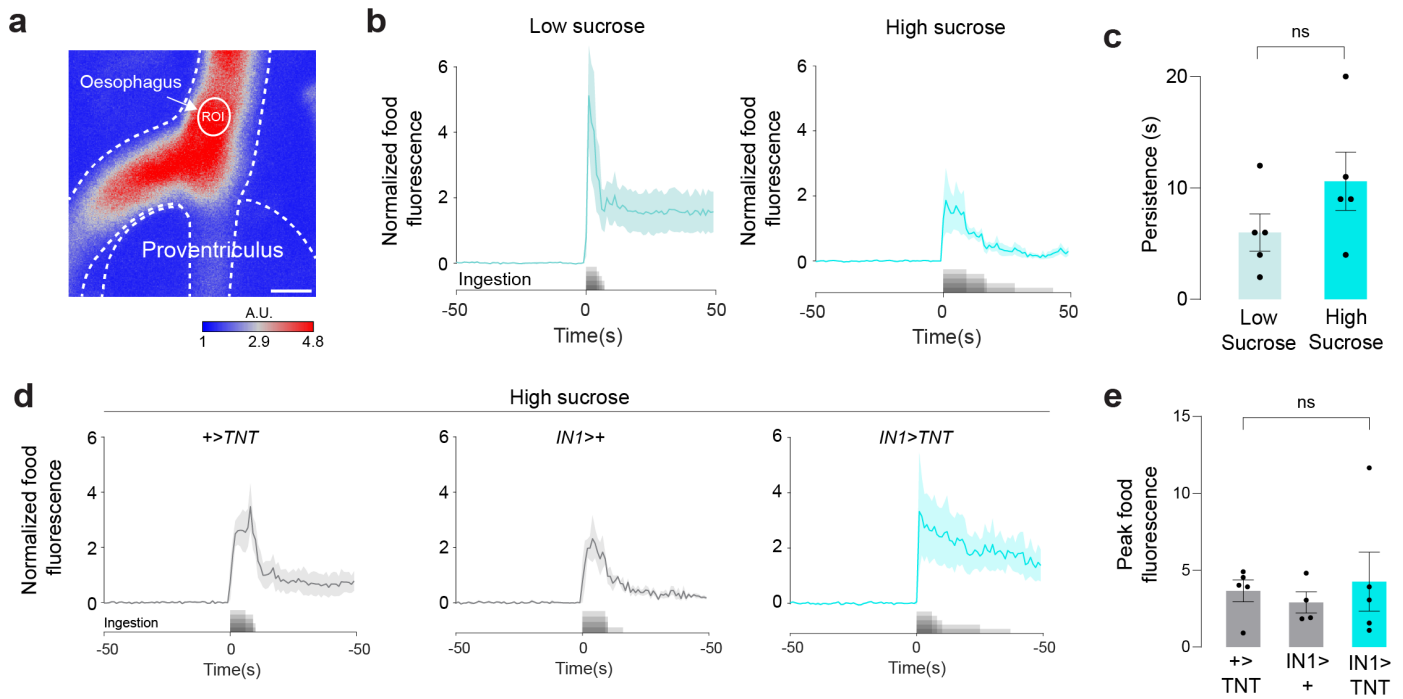 a
Oesophagus
ROI
Proventriculus
A.U.
1 2.9 4.8
b
Low sucrose
Normalized food
fluorescence
6
4
2
0
Ingestion
-50 0 50
Time(s)
High sucrose
Normalized food
fluorescence
6
4
2
0
-50 0 50
Time(s)
c
ns
Persistence (s)
20
10
0
Low
Sucrose
High
Sucrose
d
High sucrose
+>TNT
Normalized food
fluorescence
6
4
2
0
Ingestion
-50 0 -50
Time(s)
IN1>+
6
4
2
0
-50 0 -50
Time(s)
IN1>TNT
6
4
2
0
-50 0 -50
Time(s)
e
ns
Peak food
fluorescence
15
10
5
0
+>
TNT
IN1>
+
IN1>
TNT